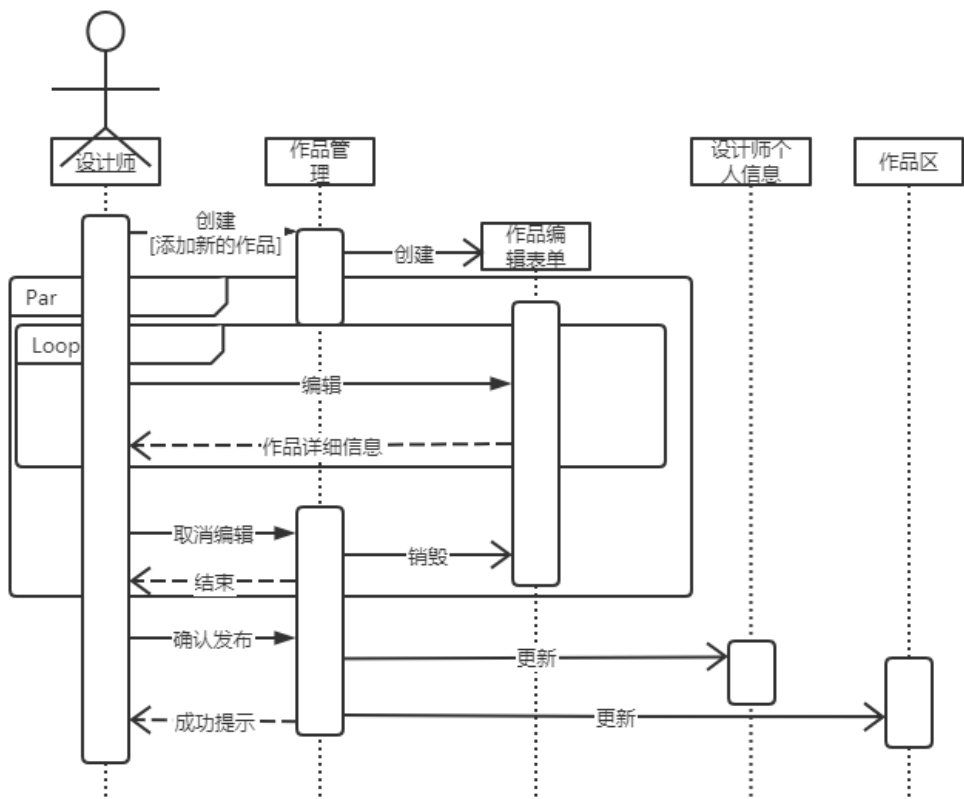 设计师
作品管
理
设计师个
人信息
作品区
创建
[添加新的作品]
创建
作品编
辑表单
Par
Loop
编辑
作品详细信息
取消编辑
销毁
结束
确认发布
更新
成功提示
更新